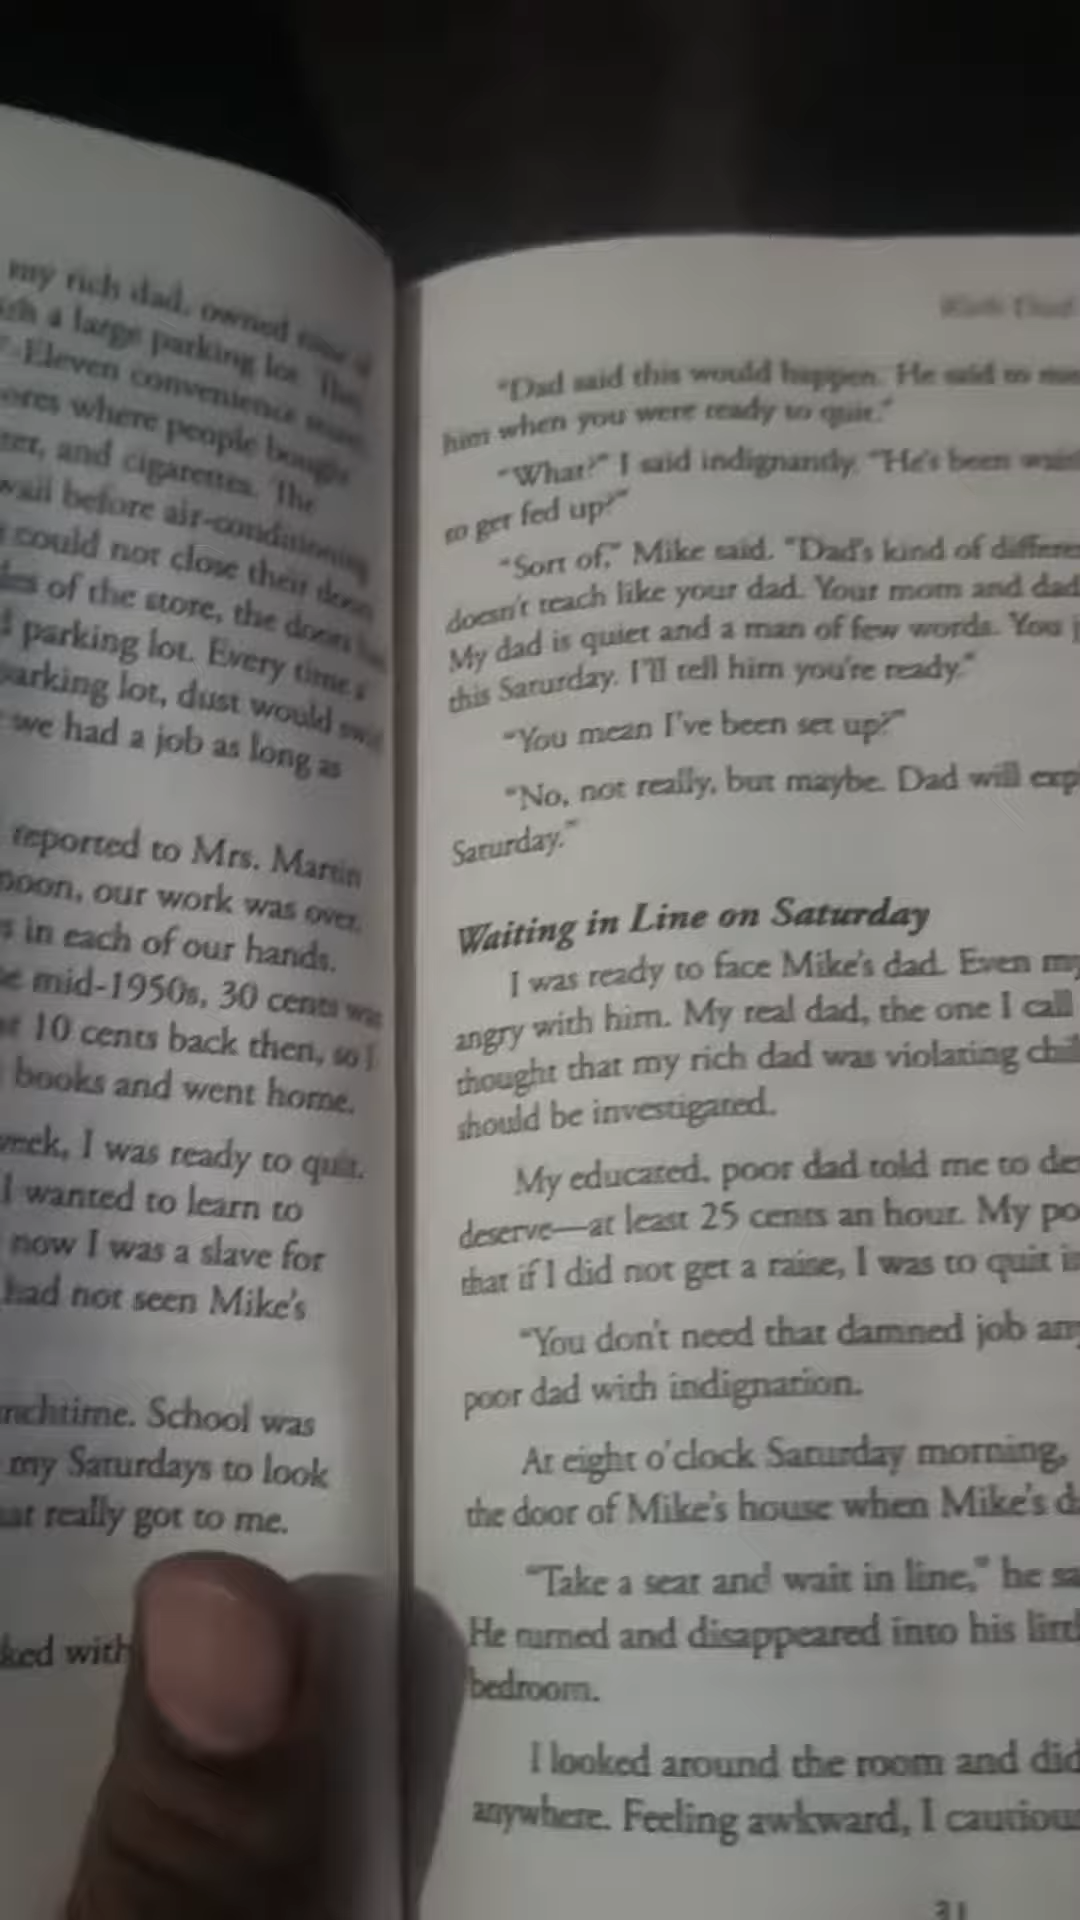 my rich dad, owned
a large parking lot.
-Eleven convenience
ores where people bought
ter, and cigarettes. The
waii before air-conditioning
could not close their doors
des of the store, the doors
parking lot. Every time
parking lot, dust would
we had a job as long as
reported to Mrs. Martin
noon, our work was over,
s in each of our hands.
e mid-1950s, 30 cents was
at 10 cents back then, so I
books and went home.
week, I was ready to quit.
I wanted to learn to
now I was a slave for
had not seen Mike's
nchtime. School was
my Saturdays to look
at really got to me.
ked with
Rich Dad
"Dad said this would happen. He said to
him when you were ready to quit."
"What?" I said indignantly. "He's been
to get fed up?"
"Sort of," Mike said. "Dad's kind of differe
doesn't teach like your dad. Your mom and dad
My dad is quiet and a man of few words. You j
this Saturday. I'll tell him you're ready."
"You mean I've been set up?"
"No, not really, but maybe. Dad will exp
Saturday."
Waiting in Line on Saturday
I was ready to face Mike's dad. Even my
angry with him. My real dad, the one I call
thought that my rich dad was violating chil
should be investigated.
My educated, poor dad told me to de
deserve—at least 25 cents an hour. My po
that if I did not get a raise, I was to quit i
"You don't need that damned job any
poor dad with indignation.
At eight o'clock Saturday morning,
the door of Mike's house when Mike's d
"Take a seat and wait in line," he sa
He turned and disappeared into his litt
bedroom.
I looked around the room and did
anywhere. Feeling awkward, I cautious
31